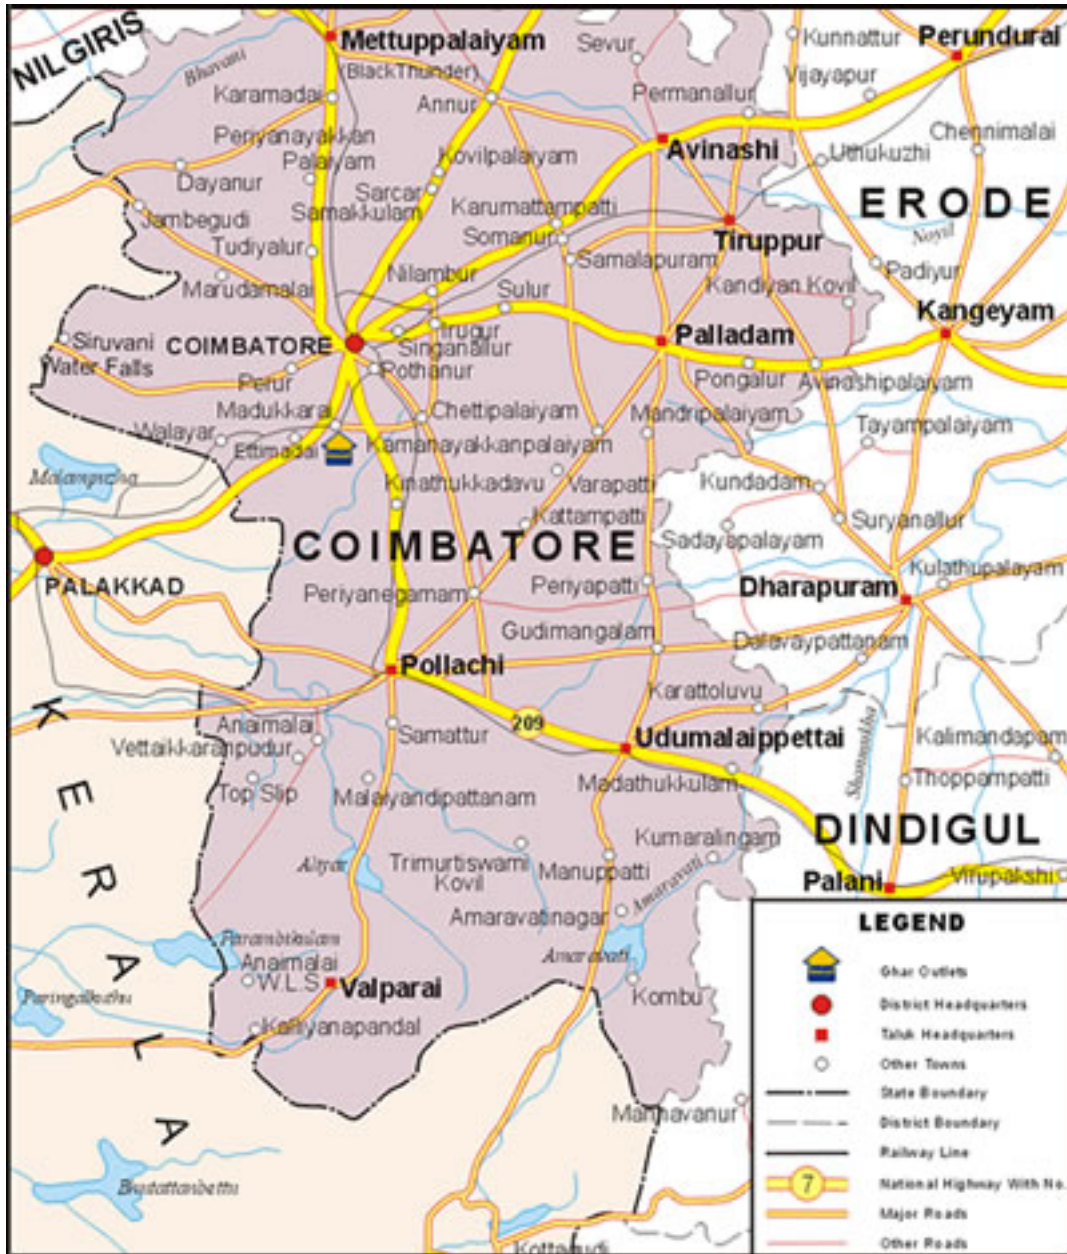 NILGIRIS
Bhavani
Mettuppalaiyam
(BlackThunder)
Sevur
Kunnattur
Perundurai
Karamadai
Annur
Permanallur
Vijayapur
Periyanayakkan
Palaiyam
Kovilpalaiyam
Avinashi
Chennimalai
Uthukuzhi
Dayanur
Sarcar
Samakkulam
Karumattampatti
ERODE
Jambegudi
Tudiyalur
Somanur
Tiruppur
Noyil
Marudamalai
Nilambur
Samalapuram
Kandiyan Kovil
Padiyur
Sulur
Kangeyam
Siruvani
Water Falls
COIMBATORE
Irugur
Singanallur
Palladam
Perur
Pothanur
Pongalur
Avinashipalaiyam
Madukkarai
Chettipalaiyam
Mandripalaiyam
Walayar
Ettimadai
Kamanayakkanpalaiyam
Tayampalaiyam
Malampuzha
Kinathukkadavu
Varapatti
Kundadam
Kattampatti
Suryanallur
COIMBATORE
Sadayapalayam
PALAKKAD
Periyanegamam
Periyapatti
Dharapuram
Kulathupalayam
Gudimangalam
Dalavaypattanam
Pollachi
Karattoluvu
KERALA
Anaimalai
Vettaikkaranpudur
Samattur
209
Udumalaippettai
Shanmadha
Kalimandapam
Top Slip
Malaiyandipattanam
Madathukkulam
Thoppampatti
Kumaralingam
DINDIGUL
Aliyar
Trimurtiswami
Kovil
Manuppatti
Palani
Virupakshi
Amaravatinagar
Amaravati
Parambikulam
Anaimalai
W.L.S
Valparai
Amaravati
Kombu
Kalliyanapandal
Mannavanur
Kottagudi
LEGEND
Ghar Outlets
District Headquarters
Taluk Headquarters
Other Towns
State Boundary
District Boundary
Railway Line
7
National Highway With No.
Major Roads
Other Roads